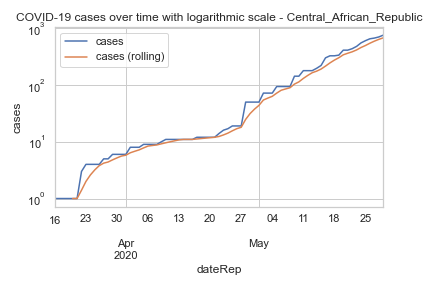 COVID-19 cases over time with logarithmic scale - Central_African_Republic
10³
cases
cases (rolling)
10²
10¹
10⁰
cases
16 23 30 06 13 20 27 04 11 18 25
Apr May
2020
dateRep